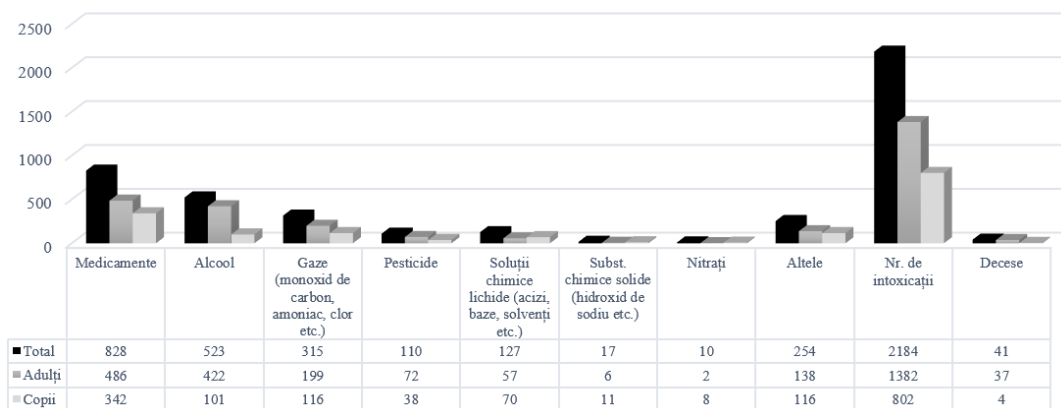 2500
2000
1500
1000
500
0
Medicamente Alcool Gaze Pesticide Soluții Subst. Nitrați Altele Nr. de Decese
(monoxid de chimice chimice solide intoxicații
carbon, lichide (acizi, (hidroxid de
amoniac, clor baze, solvenți sodiu etc.)
etc.) etc.)
Total 828 523 315 110 127 17 10 254 2184 41
Adulți 486 422 199 72 57 6 2 138 1382 37
Copii 342 101 116 38 70 11 8 116 802 4